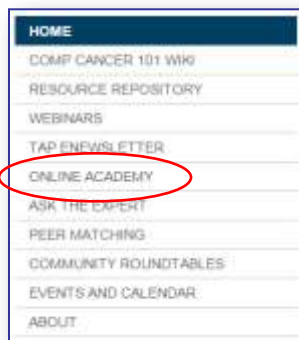 HOME
COMP CANCER 101 WIKI
RESOURCE REPOSITORY
WEBINARS
TAP ENEWSLETTER
ONLINE ACADEMY
ASK THE EXPERT
PEER MATCHING
COMMUNITY ROUNDTABLES
EVENTS AND CALENDAR
ABOUT